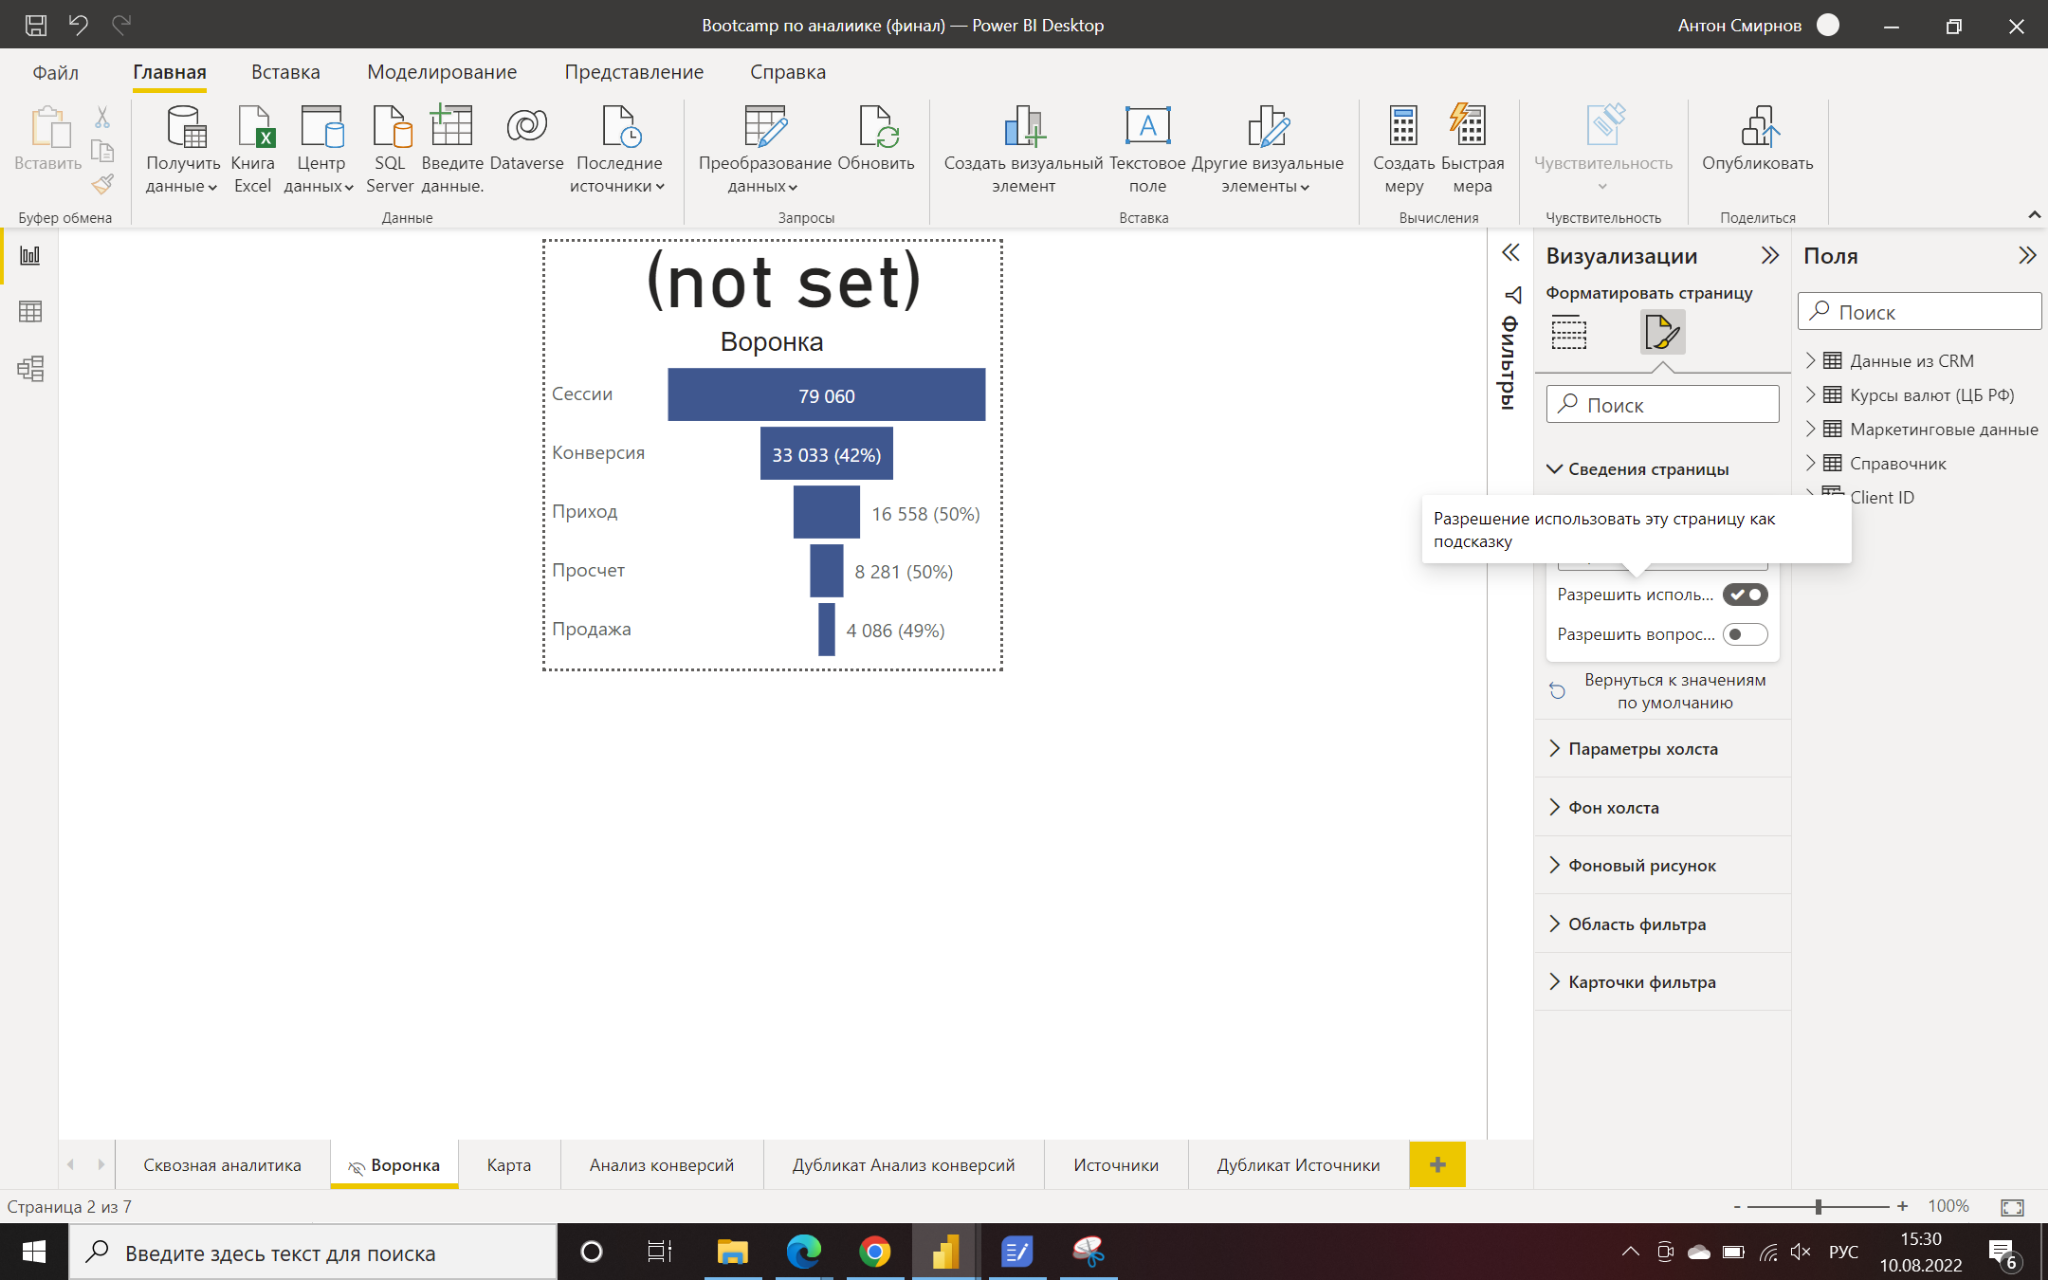 Bootcamp по аналиике (финал) — Power BI Desktop
Антон Смирнов
Файл Главная Вставка Моделирование Представление Справка
Вставить
Получить данные
Книга Excel
Центр данных
SQL Server
Введите данные.
Dataverse
Последние источники
Преобразование данных
Обновить
Создать визуальный элемент
Текстовое поле
Другие визуальные элементы
Создать меру
Быстрая мера
Чувствительность
Опубликовать
Буфер обмена Данные Запросы Вставка Вычисления Чувствительность Поделиться
(not set)
Воронка
Сессии 79 060
Конверсия 33 033 (42%)
Приход 16 558 (50%)
Просчет 8 281 (50%)
Продажа 4 086 (49%)
Фильтры
Визуализации
Форматировать страницу
Поиск
Сведения страницы
Разрешение использовать эту страницу как
подсказку
Разрешить исполь...
Разрешить вопрос...
Вернуться к значениям
по умолчанию
Параметры холста
Фон холста
Фоновый рисунок
Область фильтра
Карточки фильтра
Поля
Поиск
Данные из CRM
Курсы валют (ЦБ РФ)
Маркетинговые данные
Справочник
Client ID
Сквозная аналитика Воронка Карта Анализ конверсий Дубликат Анализ конверсий Источники Дубликат Источники +
Страница 2 из 7
- + 100%
Введите здесь текст для поиска
РУС
15:30
10.08.2022
6